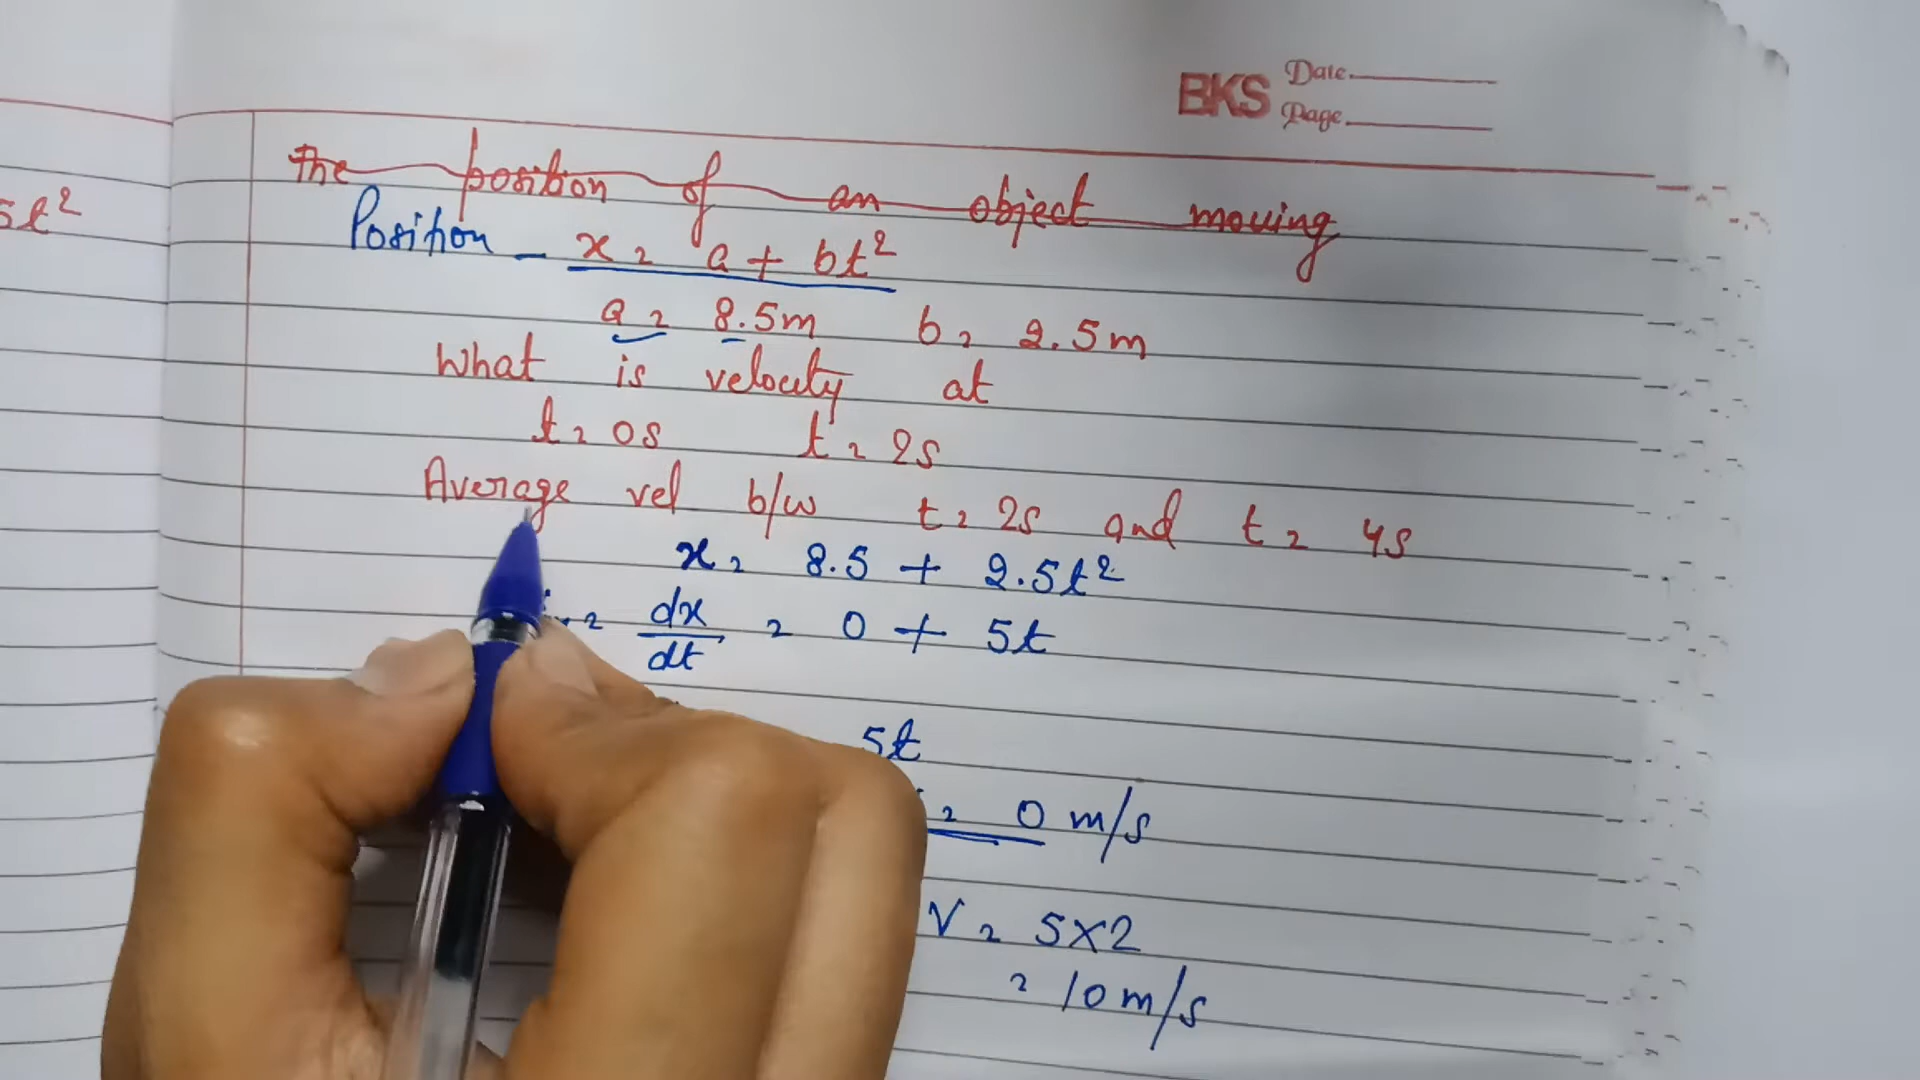 BKS Date
Page
The position of an object moving
5t²
Position - x = a + bt²
a = 8.5m b = 2.5m
What is velocity at
t = 0s t = 2s
Average vel b/w t = 2s and t = 4s
x = 8.5 + 2.5t²
= dx/dt = 0 + 5t
5t
= 0 m/s
V = 5×2
= 10 m/s